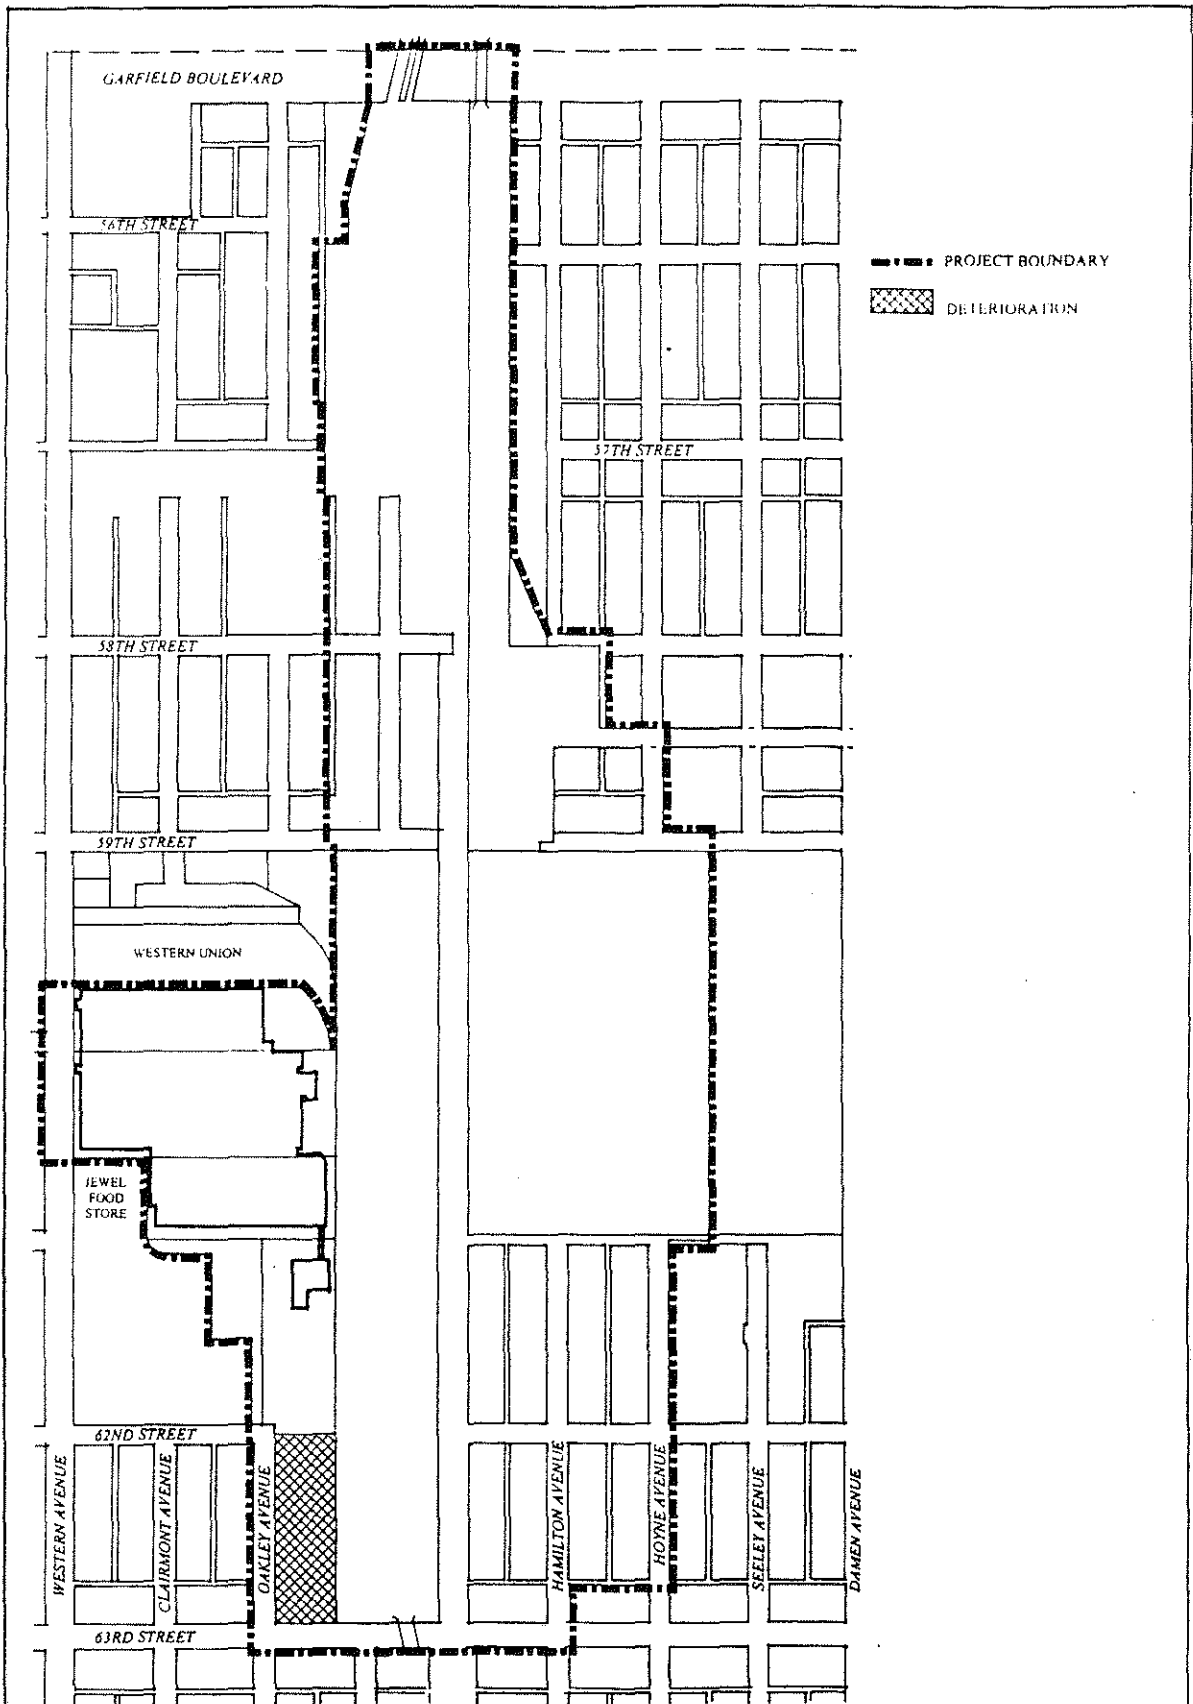 GARFIELD BOULEVARD
56TH STREET
PROJECT BOUNDARY
DETERIORATION
57TH STREET
58TH STREET
59TH STREET
WESTERN UNION
JEWEL
FOOD
STORE
62ND STREET
WESTERN AVENUE
CLAIRMONT AVENUE
OAKLEY AVENUE
HAMILTON AVENUE
HOYNE AVENUE
SEELEY AVENUE
DAMEN AVENUE
63RD STREET